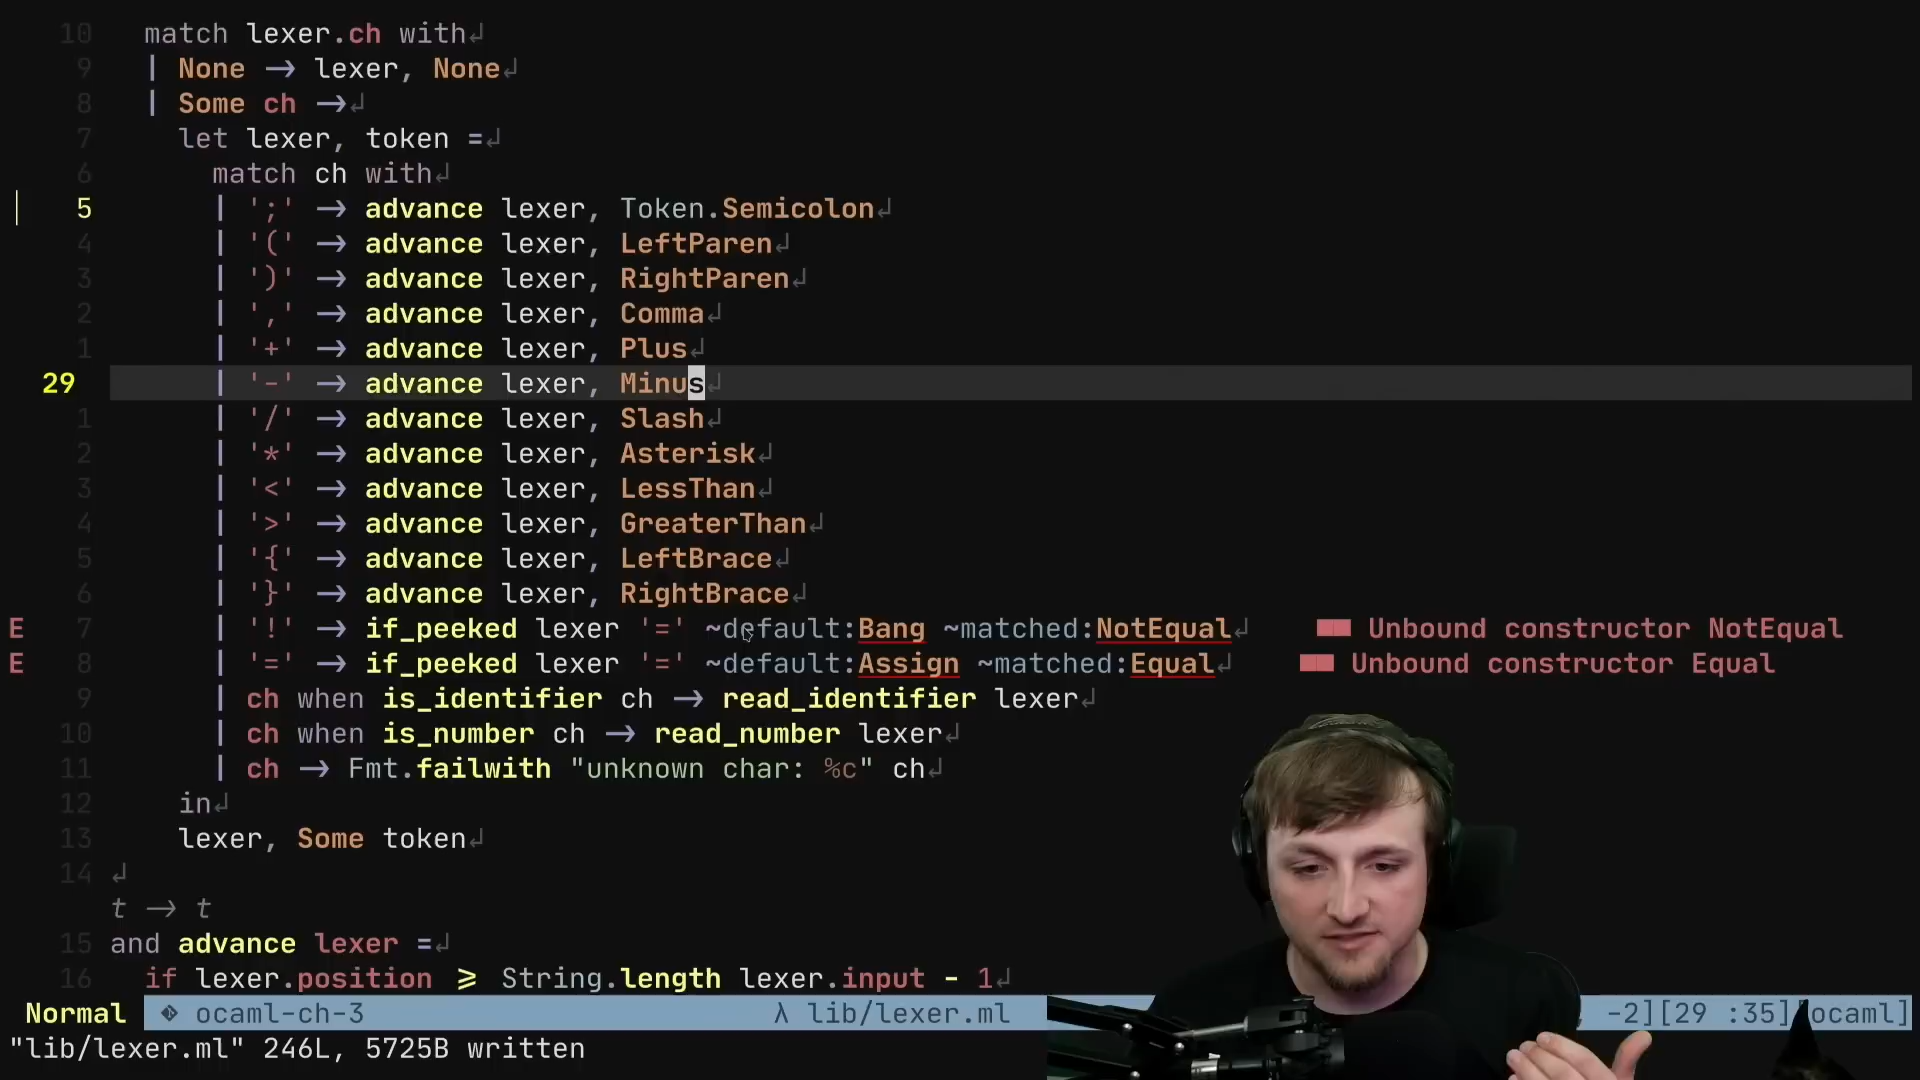 10 match lexer.ch with↲
9 | None → lexer, None↲
8 | Some ch →↲
7 let lexer, token =↲
6 match ch with↲
5 | ';' → advance lexer, Token.Semicolon↲
4 | '(' → advance lexer, LeftParen↲
3 | ')' → advance lexer, RightParen↲
2 | ',' → advance lexer, Comma↲
1 | '+' → advance lexer, Plus↲
29 | '-' → advance lexer, Minus↲
1 | '/' → advance lexer, Slash↲
2 | '*' → advance lexer, Asterisk↲
3 | '<' → advance lexer, LessThan↲
4 | '>' → advance lexer, GreaterThan↲
5 | '{' → advance lexer, LeftBrace↲
6 | '}' → advance lexer, RightBrace↲
E 7 | '!' → if_peeked lexer '=' ~default:Bang ~matched:NotEqual↲ ■■ Unbound constructor NotEqual
E 8 | '=' → if_peeked lexer '=' ~default:Assign ~matched:Equal↲ ■■ Unbound constructor Equal
9 | ch when is_identifier ch → read_identifier lexer↲
10 | ch when is_number ch → read_number lexer↲
11 | ch → Fmt.failwith "unknown char: %c" ch↲
12 in↲
13 lexer, Some token↲
14 ↲
t → t
15 and advance lexer =↲
16 if lexer.position ≥ String.length lexer.input - 1↲
Normal ocaml-ch-3 λ lib/lexer.ml -2][29 :35][ocaml]
"lib/lexer.ml" 246L, 5725B written